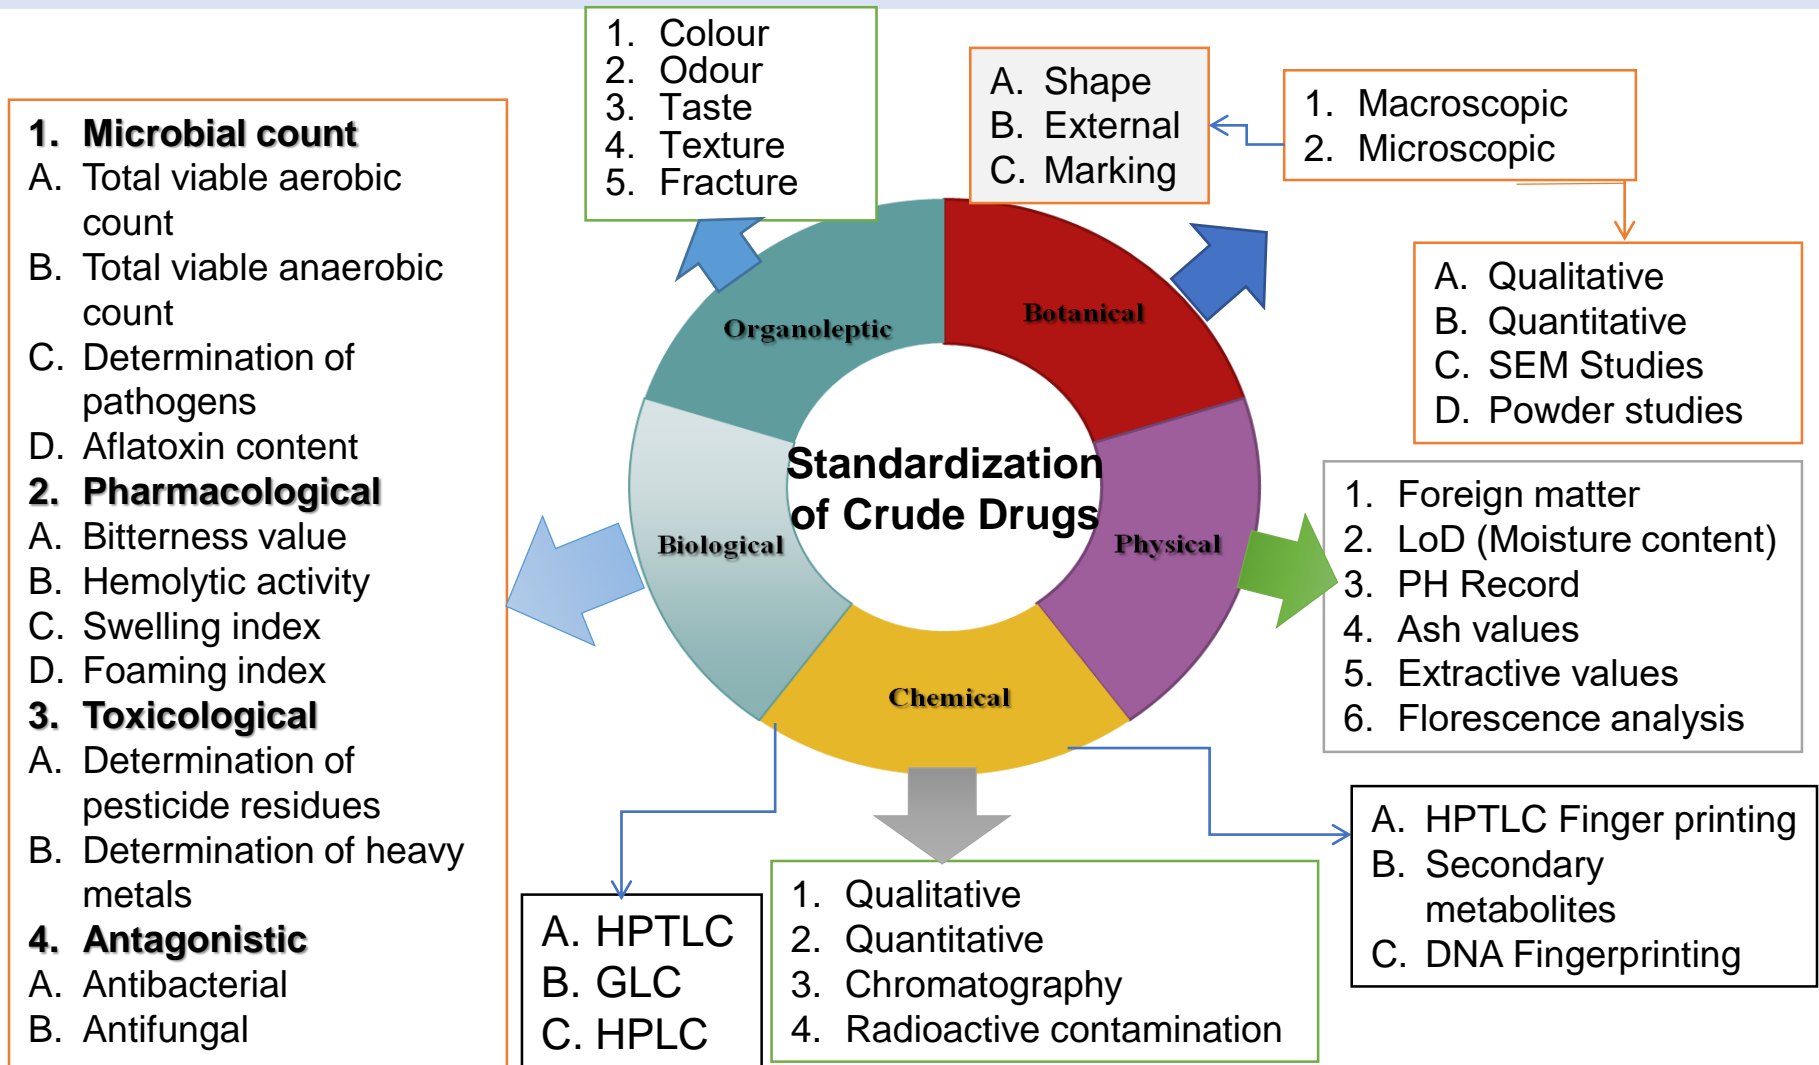 1. Colour
2. Odour
3. Taste
4. Texture
5. Fracture
A. Shape
B. External
C. Marking
1. Macroscopic
2. Microscopic
A. Qualitative
B. Quantitative
C. SEM Studies
D. Powder studies
1. Microbial count
A. Total viable aerobic
count
B. Total viable anaerobic
count
C. Determination of
pathogens
D. Aflatoxin content
2. Pharmacological
A. Bitterness value
B. Hemolytic activity
C. Swelling index
D. Foaming index
3. Toxicological
A. Determination of
pesticide residues
B. Determination of heavy
metals
4. Antagonistic
A. Antibacterial
B. Antifungal
Organoleptic
Botanical
Standardization
of Crude Drugs
Biological
Physical
Chemical
1. Foreign matter
2. LoD (Moisture content)
3. PH Record
4. Ash values
5. Extractive values
6. Florescence analysis
A. HPTLC
B. GLC
C. HPLC
1. Qualitative
2. Quantitative
3. Chromatography
4. Radioactive contamination
A. HPTLC Finger printing
B. Secondary
metabolites
C. DNA Fingerprinting